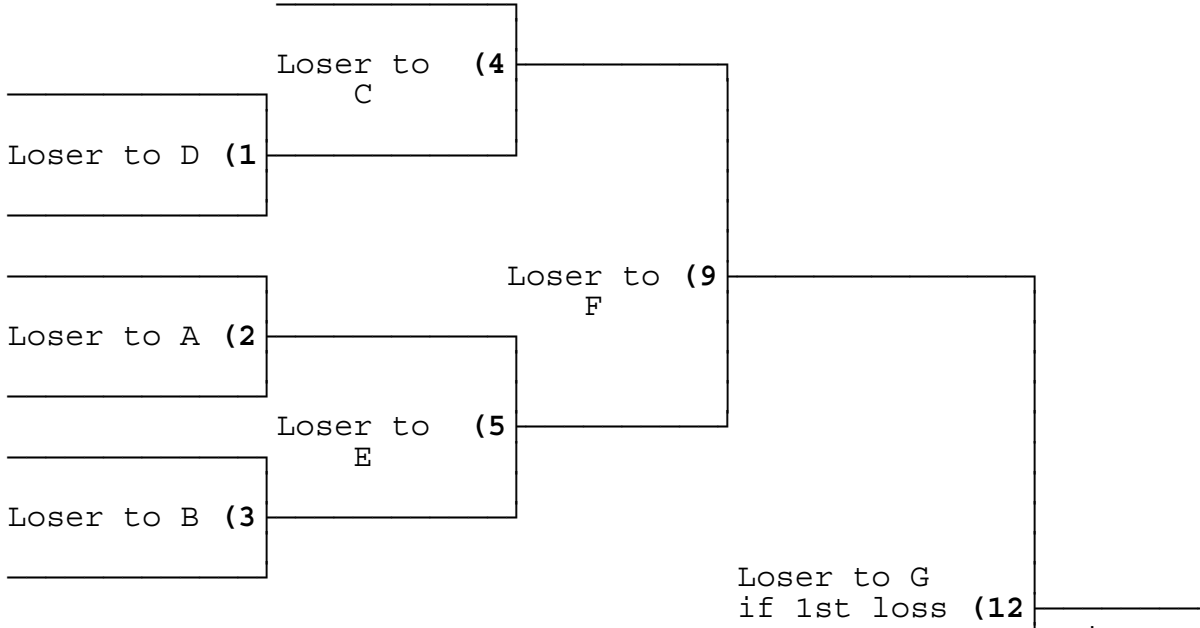 Loser to (4
C
Loser to D (1
Loser to (9
F
Loser to A (2
Loser to (5
E
Loser to B (3
Loser to G
if 1st loss (12